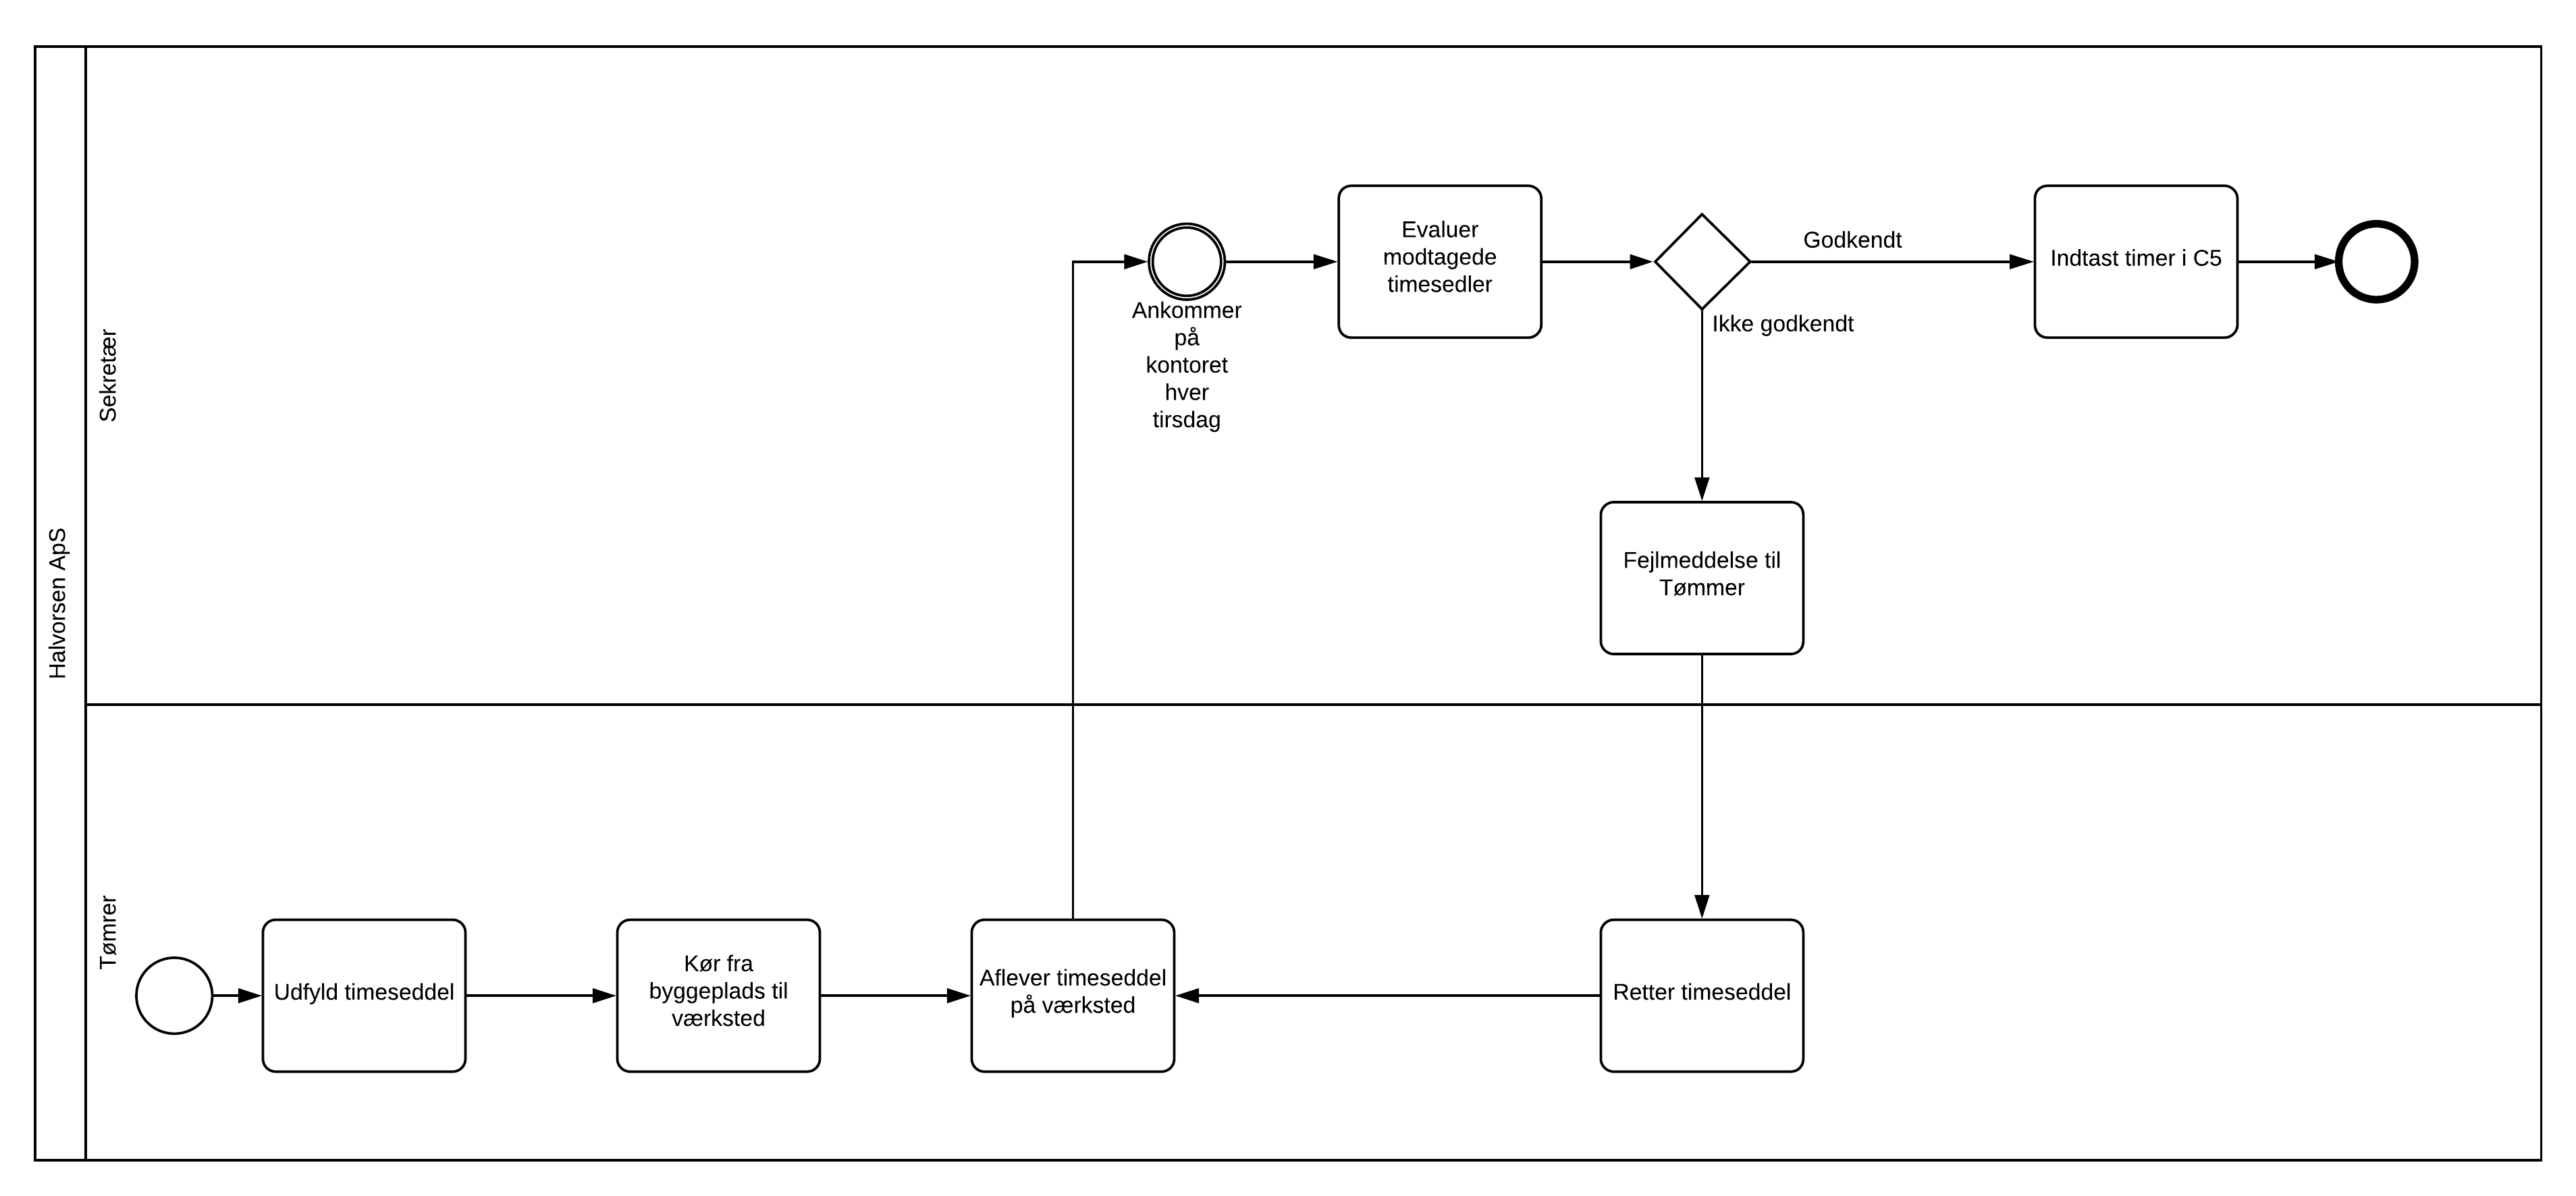 Halvorsen ApS
Sekretær
Ankommer
på
kontoret
hver
tirsdag
Evaluer
modtagede
timesedler
Godkendt
Ikke godkendt
Indtast timer i C5
Fejlmeddelse til
Tømmer
Tømrer
Udfyld timeseddel
Kør fra
byggeplads til
værksted
Aflever timeseddel
på værksted
Retter timeseddel